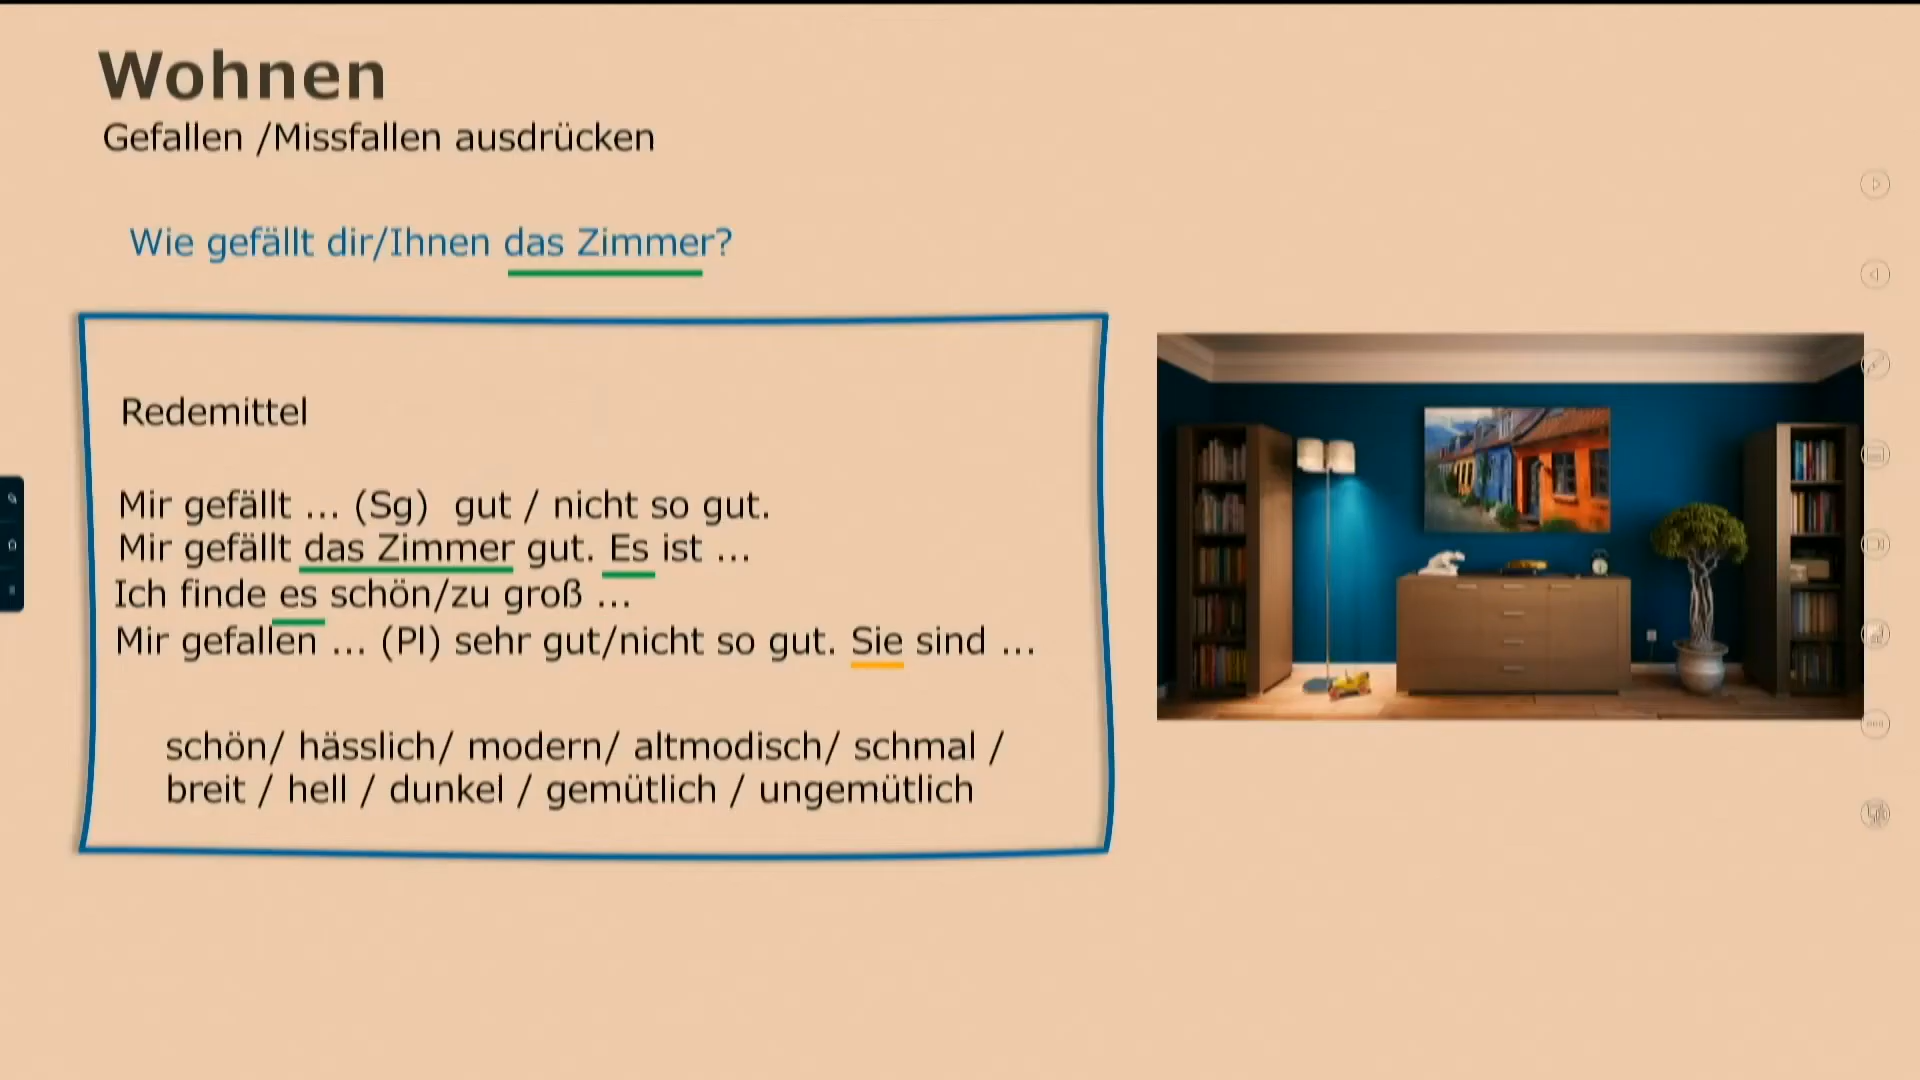 Wohnen
Gefallen /Missfallen ausdrücken
Wie gefällt dir/Ihnen das Zimmer?
Redemittel
Mir gefällt ... (Sg)  gut / nicht so gut.
Mir gefällt das Zimmer gut. Es ist ...
Ich finde es schön/zu groß ...
Mir gefallen ... (Pl) sehr gut/nicht so gut. Sie sind ...
schön/ hässlich/ modern/ altmodisch/ schmal /
breit / hell / dunkel / gemütlich / ungemütlich